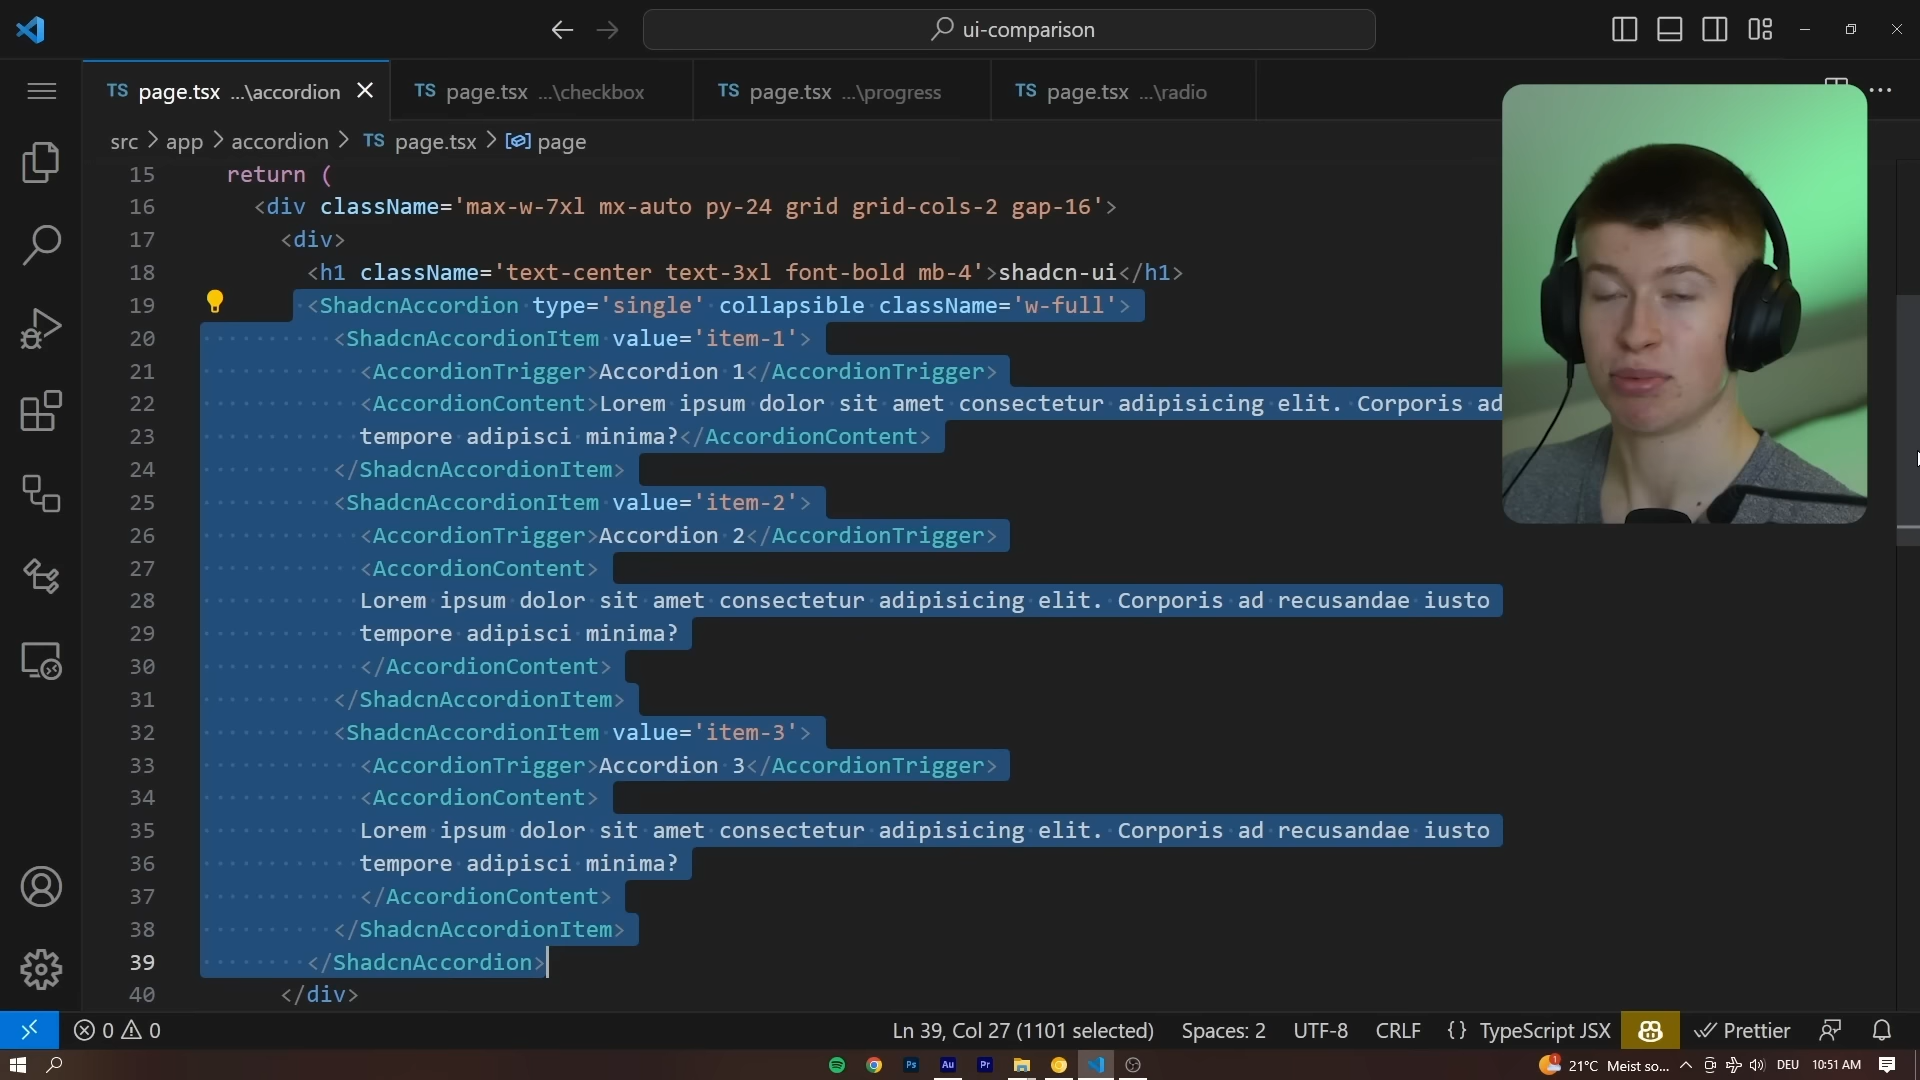 ui-comparison
TS page.tsx ...\accordion
TS page.tsx ...\checkbox
TS page.tsx ...\progress
TS page.tsx ...\radio
src > app > accordion > TS page.tsx > page
15 return (
16 <div className='max-w-7xl mx-auto py-24 grid grid-cols-2 gap-16'>
17 <div>
18 <h1 className='text-center text-3xl font-bold mb-4'>shadcn-ui</h1>
19 <ShadcnAccordion type='single' collapsible className='w-full'>
20 <ShadcnAccordionItem value='item-1'>
21 <AccordionTrigger>Accordion 1</AccordionTrigger>
22 <AccordionContent>Lorem ipsum dolor sit amet consectetur adipisicing elit. Corporis ad
23 tempore adipisci minima?</AccordionContent>
24 </ShadcnAccordionItem>
25 <ShadcnAccordionItem value='item-2'>
26 <AccordionTrigger>Accordion 2</AccordionTrigger>
27 <AccordionContent>
28 Lorem ipsum dolor sit amet consectetur adipisicing elit. Corporis ad recusandae iusto
29 tempore adipisci minima?
30 </AccordionContent>
31 </ShadcnAccordionItem>
32 <ShadcnAccordionItem value='item-3'>
33 <AccordionTrigger>Accordion 3</AccordionTrigger>
34 <AccordionContent>
35 Lorem ipsum dolor sit amet consectetur adipisicing elit. Corporis ad recusandae iusto
36 tempore adipisci minima?
37 </AccordionContent>
38 </ShadcnAccordionItem>
39 </ShadcnAccordion>
40 </div>
0 0 Ln 39, Col 27 (1101 selected) Spaces: 2 UTF-8 CRLF {} TypeScript JSX Prettier
Ps Au Pr 1 21°C Meist so... DEU 10:51 AM